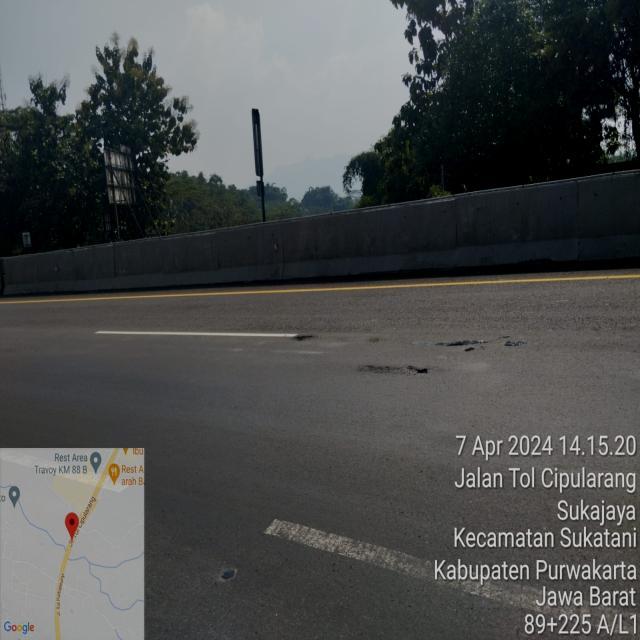 7 Apr 2024 14.15.20
Jalan Tol Cipularang
Sukajaya
Kecamatan Sukatani
Kabupaten Purwakarta
Jawa Barat
89+225 A/L1
Rest Area
Travoy KM 88 B
Rest A
arah Ba
Google